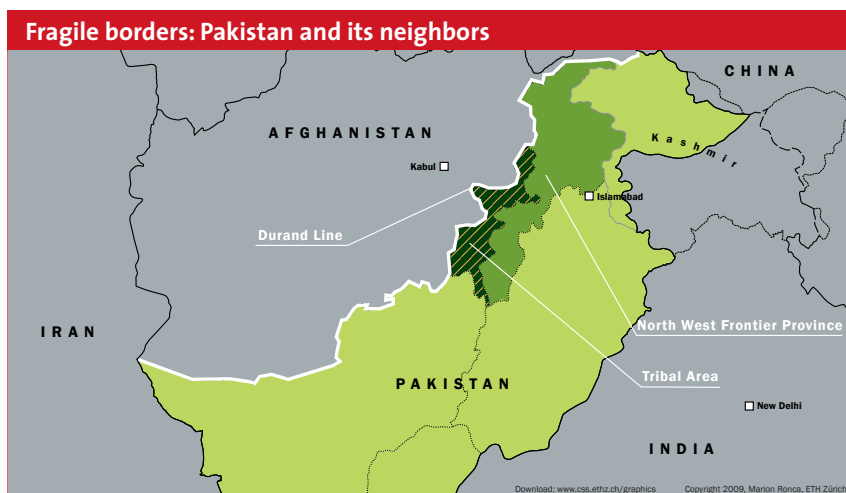 Fragile borders: Pakistan and its neighbors
CHINA
AFGHANISTAN
Kashmir
Kabul
Islamabad
Durand Line
IRAN
North West Frontier Province
Tribal Area
PAKISTAN
New Delhi
INDIA
Download: www.css.ethz.ch/graphics Copyright 2009, Marion Ronca, ETH Zürich